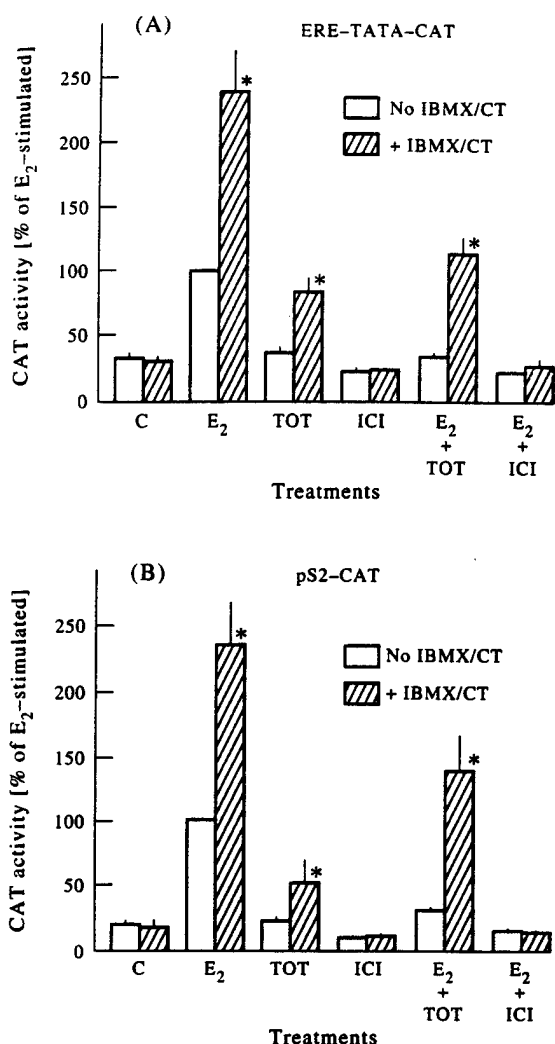 (A) ERE-TATA-CAT
CAT activity [% of E₂-stimulated]
250
200
150
100
50
0
No IBMX/CT
+ IBMX/CT
*
*
*
C E₂ TOT ICI E₂ + TOT E₂ + ICI
Treatments
(B) pS2-CAT
CAT activity [% of E₂-stimulated]
250
200
150
100
50
0
No IBMX/CT
+ IBMX/CT
*
*
*
C E₂ TOT ICI E₂ + TOT E₂ + ICI
Treatments